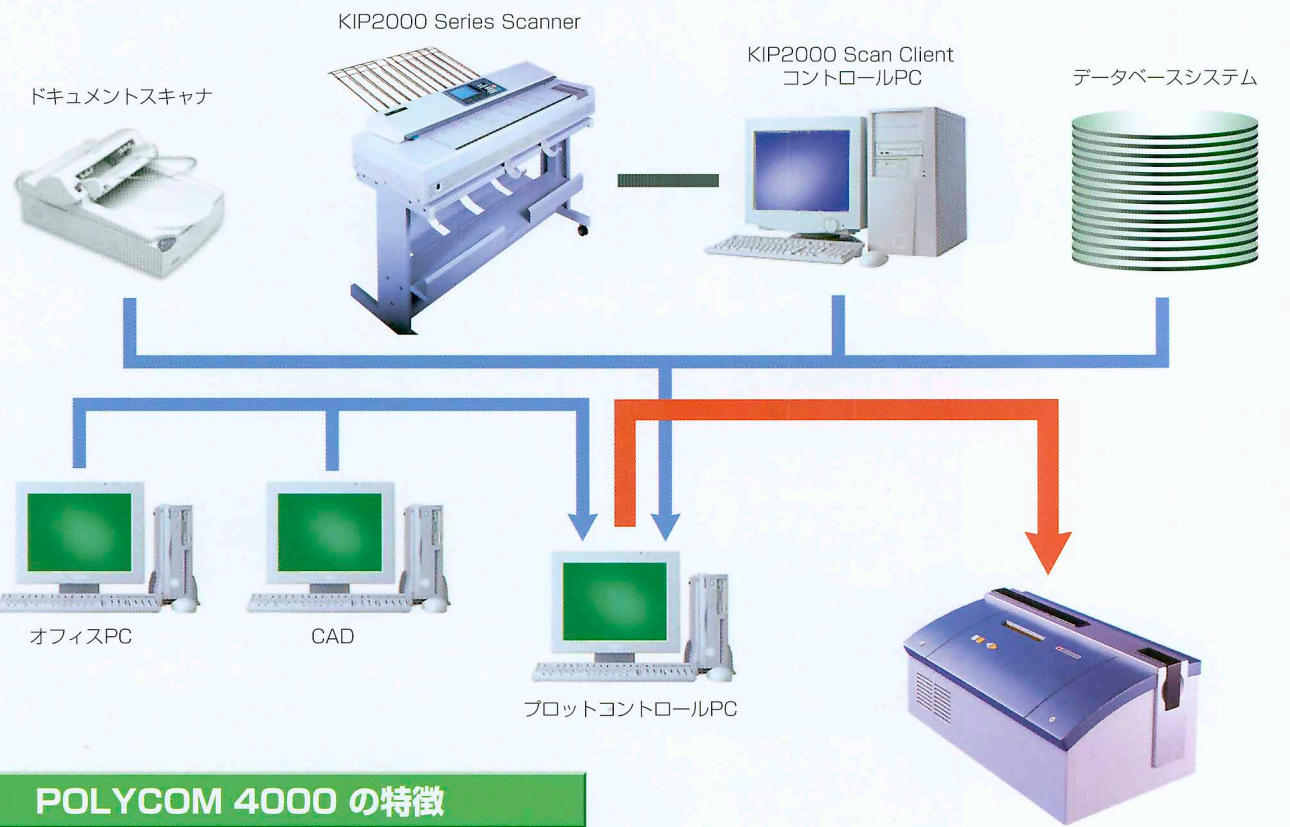 KIP2000 Series Scanner
KIP2000 Scan Client
コントロールPC
データベースシステム
ドキュメントスキャナ
オフィスPC
CAD
プロットコントロールPC
POLYCOM 4000 の特徴